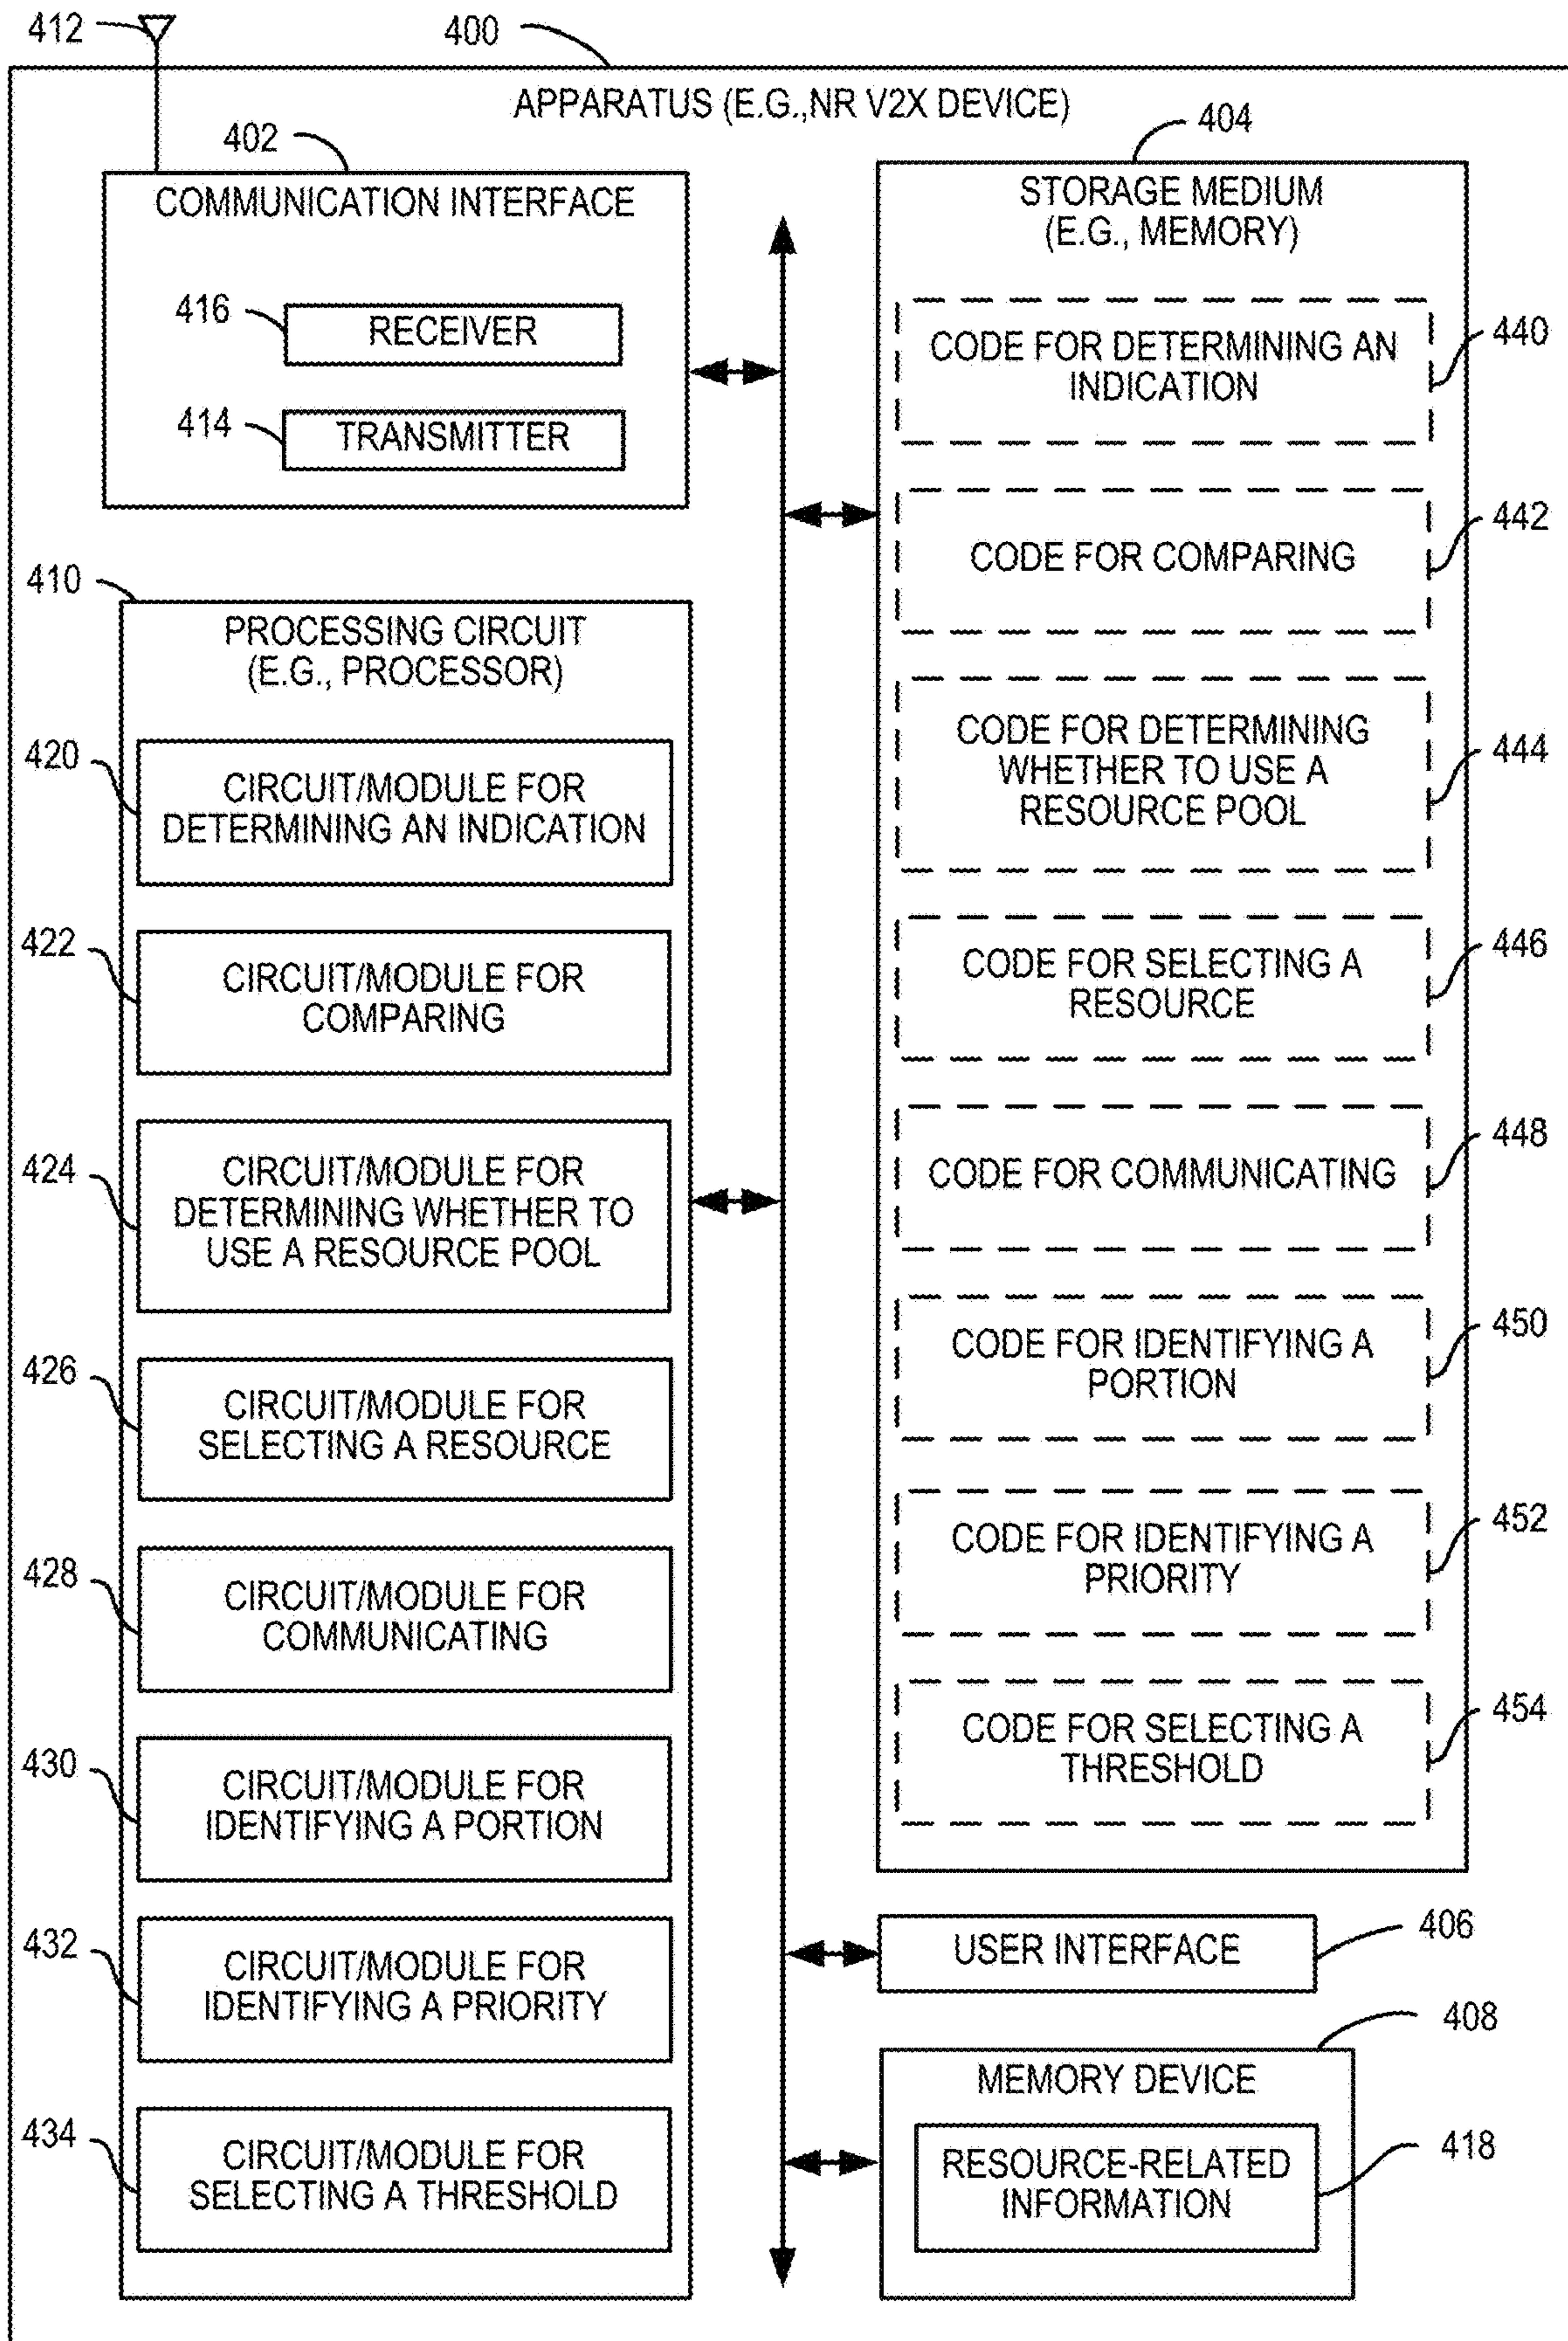 412
400
APPARATUS (E.G.,NR V2X DEVICE)
402
COMMUNICATION INTERFACE
416
RECEIVER
414
TRANSMITTER
410
PROCESSING CIRCUIT
(E.G., PROCESSOR)
420
CIRCUIT/MODULE FOR
DETERMINING AN INDICATION
422
CIRCUIT/MODULE FOR
COMPARING
424
CIRCUIT/MODULE FOR
DETERMINING WHETHER TO
USE A RESOURCE POOL
426
CIRCUIT/MODULE FOR
SELECTING A RESOURCE
428
CIRCUIT/MODULE FOR
COMMUNICATING
430
CIRCUIT/MODULE FOR
IDENTIFYING A PORTION
432
CIRCUIT/MODULE FOR
IDENTIFYING A PRIORITY
434
CIRCUIT/MODULE FOR
SELECTING A THRESHOLD
404
STORAGE MEDIUM
(E.G., MEMORY)
440
CODE FOR DETERMINING AN
INDICATION
442
CODE FOR COMPARING
CODE FOR DETERMINING
WHETHER TO USE A
RESOURCE POOL
444
446
CODE FOR SELECTING A
RESOURCE
448
CODE FOR COMMUNICATING
450
CODE FOR IDENTIFYING A
PORTION
452
CODE FOR IDENTIFYING A
PRIORITY
454
CODE FOR SELECTING A
THRESHOLD
406
USER INTERFACE
408
MEMORY DEVICE
418
RESOURCE-RELATED
INFORMATION